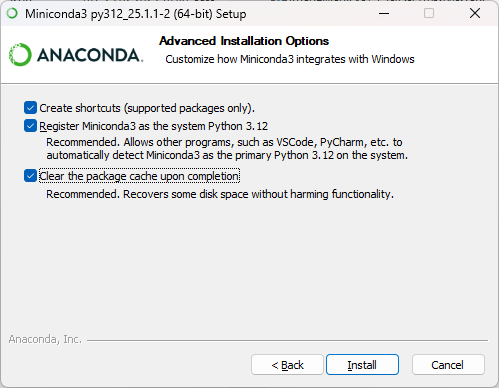 Miniconda3 py312_25.1.1-2 (64-bit) Setup
ANACONDA.
Advanced Installation Options
Customize how Miniconda3 integrates with Windows
Create shortcuts (supported packages only).
Register Miniconda3 as the system Python 3.12
Recommended. Allows other programs, such as VSCode, PyCharm, etc. to
automatically detect Miniconda3 as the primary Python 3.12 on the system.
Clear the package cache upon completion
Recommended. Recovers some disk space without harming functionality.
Anaconda, Inc.
< Back
Install
Cancel